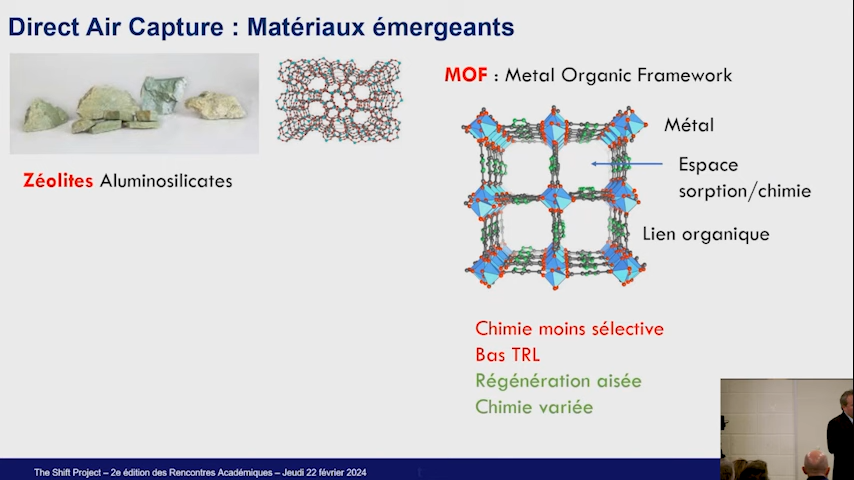 Direct Air Capture : Matériaux émergeants
Zéolites Aluminosilicates
MOF : Metal Organic Framework
Métal
Espace
sorption/chimie
Lien organique
Chimie moins sélective
Bas TRL
Régénération aisée
Chimie variée
The Shift Project – 2e édition des Rencontres Académiques – Jeudi 22 février 2024